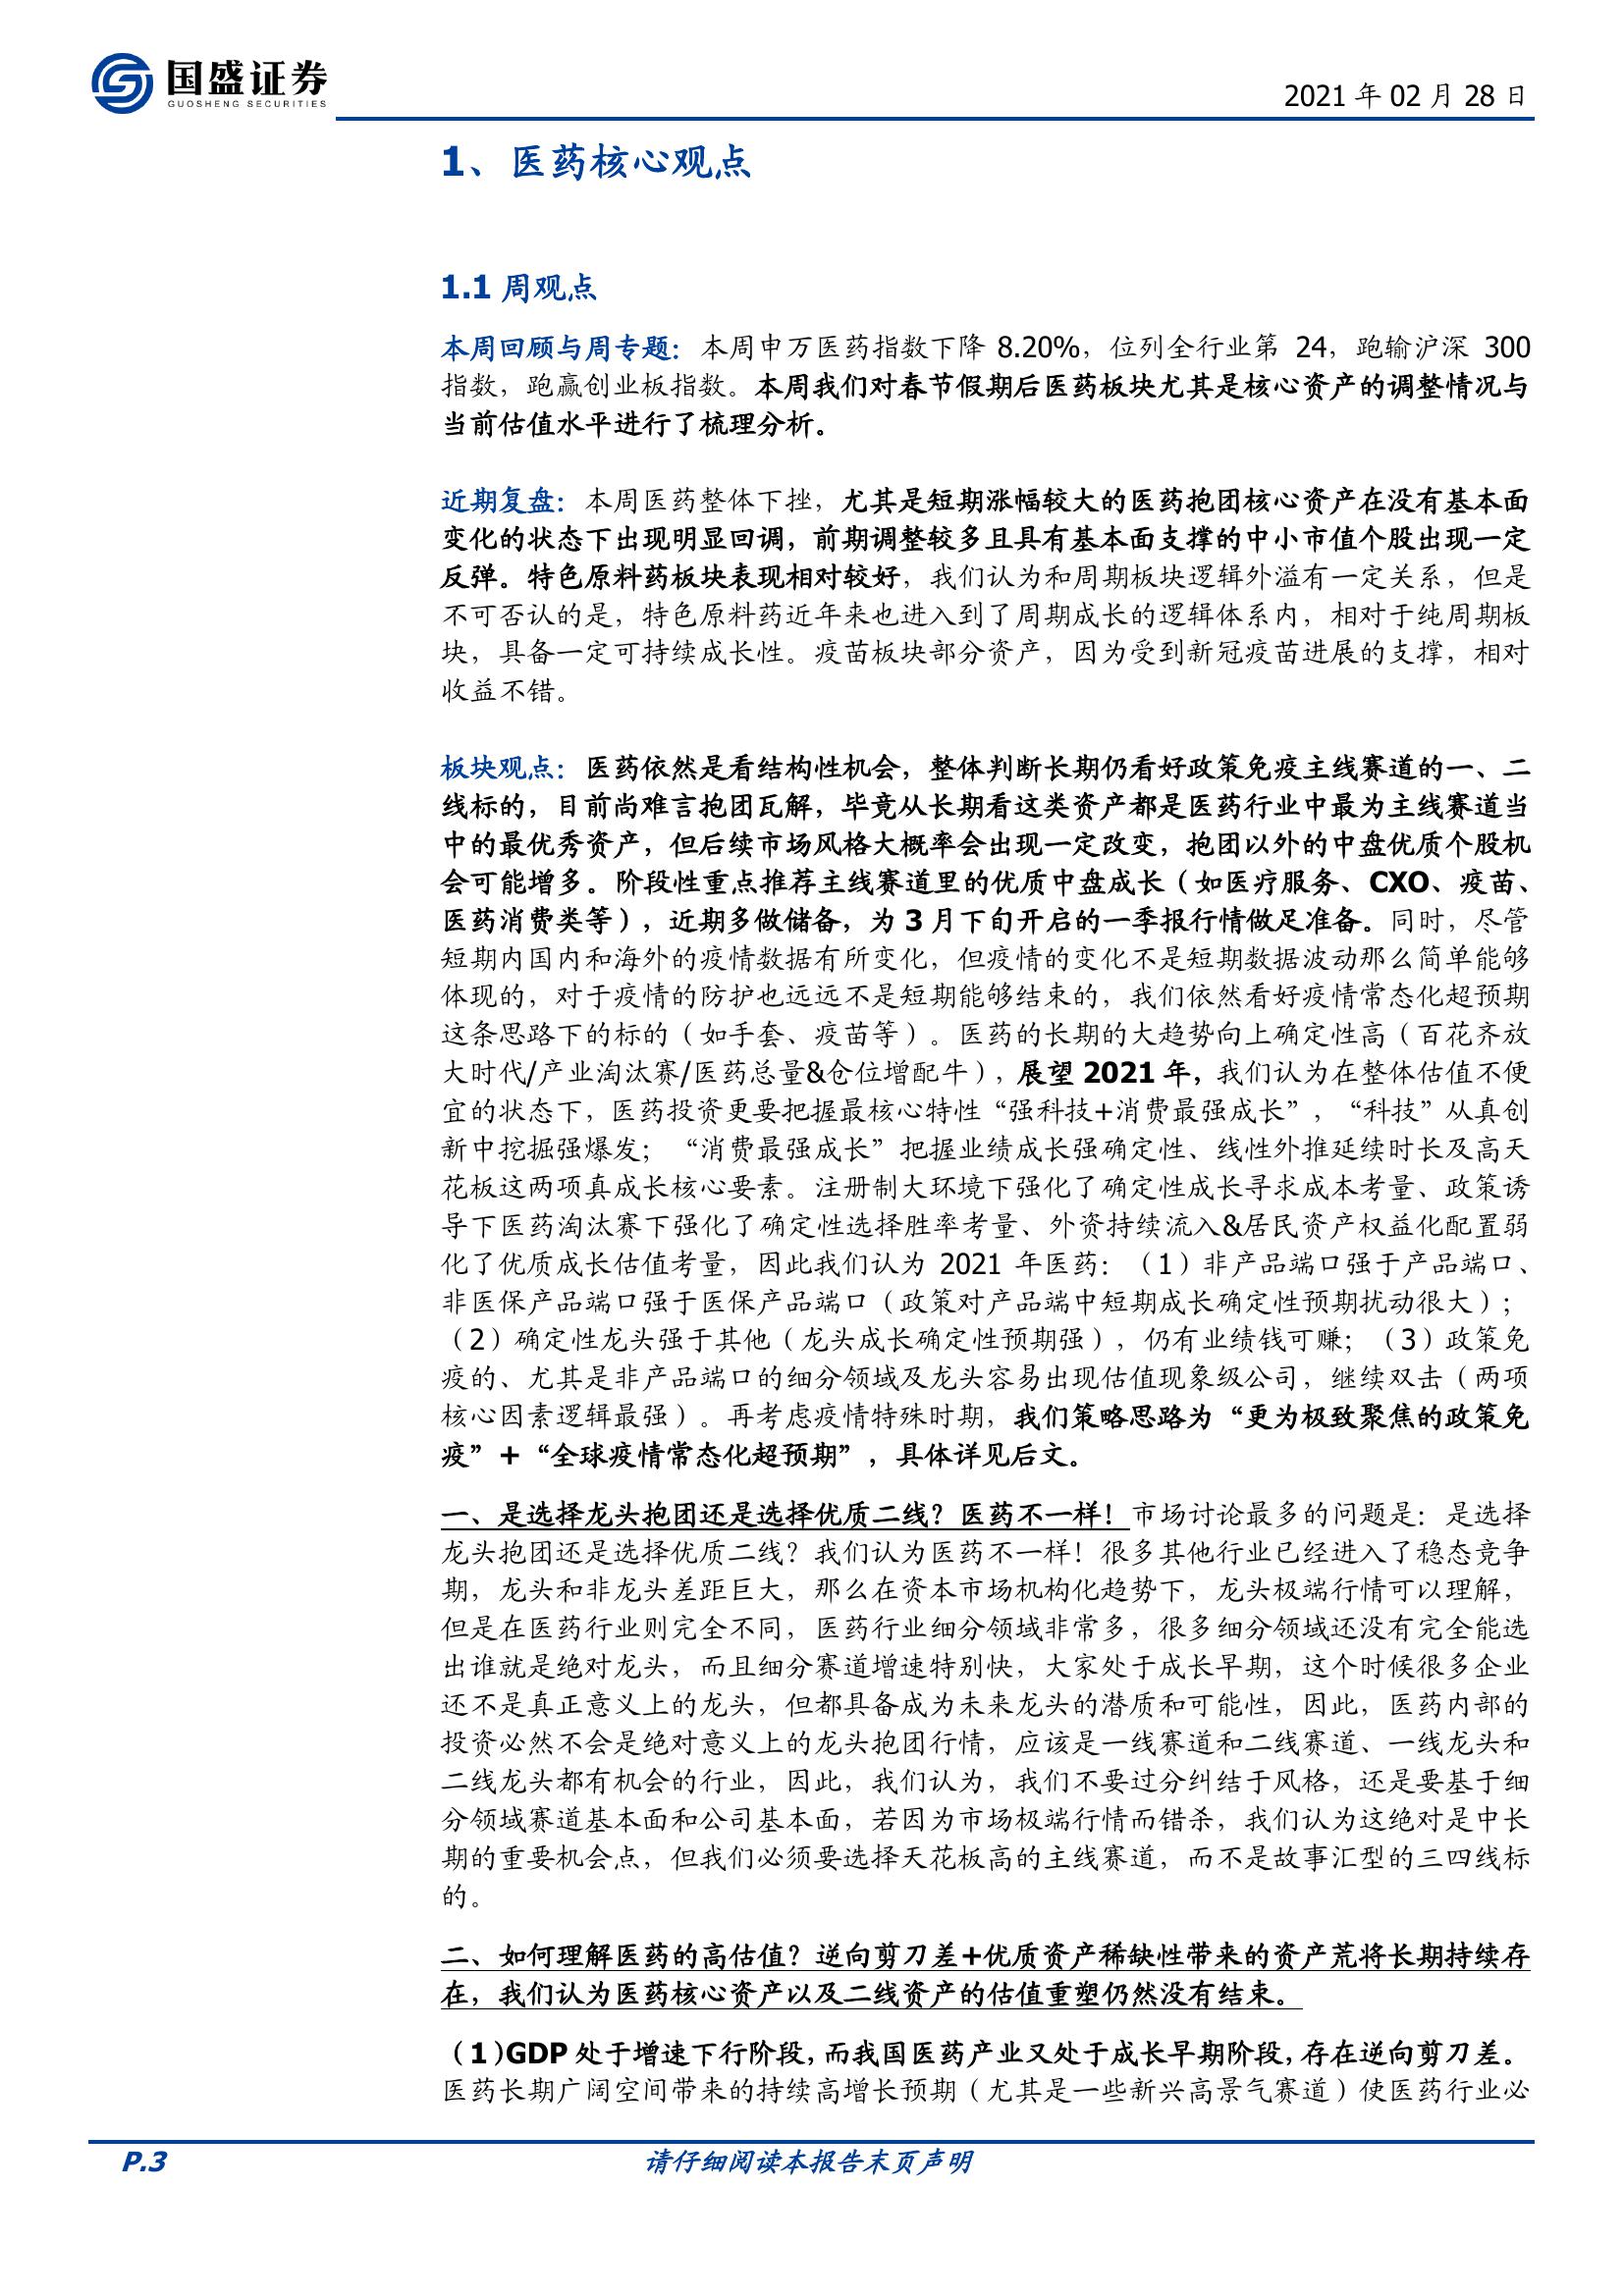 国盛证券
GUOSHENG SECURITIES
2021 年 02 月 28 日
1、医药核心观点
1.1 周观点
本周回顾与周专题：本周申万医药指数下降 8.20%，位列全行业第 24，跑输沪深 300
指数，跑赢创业板指数。本周我们对春节假期后医药板块尤其是核心资产的调整情况与
当前估值水平进行了梳理分析。
近期复盘：本周医药整体下挫，尤其是短期涨幅较大的医药抱团核心资产在没有基本面
变化的状态下出现明显回调，前期调整较多且具有基本面支撑的中小市值个股出现一定
反弹。特色原料药板块表现相对较好，我们认为和周期板块逻辑外溢有一定关系，但是
不可否认的是，特色原料药近年来也进入到了周期成长的逻辑体系内，相对于纯周期板
块，具备一定可持续成长性。疫苗板块部分资产，因为受到新冠疫苗进展的支撑，相对
收益不错。
板块观点：医药依然是看结构性机会，整体判断长期仍看好政策免疫主线赛道的一、二
线标的，目前尚难言抱团瓦解，毕竟从长期看这类资产都是医药行业中最为主线赛道当
中的最优秀资产，但后续市场风格大概率会出现一定改变，抱团以外的中盘优质个股机
会可能增多。阶段性重点推荐主线赛道里的优质中盘成长（如医疗服务、CXO、疫苗、
医药消费类等），近期多做储备，为 3 月下旬开启的一季报行情做足准备。同时，尽管
短期内国内和海外的疫情数据有所变化，但疫情的变化不是短期数据波动那么简单能够
体现的，对于疫情的防护也远远不是短期能够结束的，我们依然看好疫情常态化超预期
这条思路下的标的（如手套、疫苗等）。医药的长期的大趋势向上确定性高（百花齐放
大时代/产业淘汰赛/医药总量&仓位增配牛），展望 2021 年，我们认为在整体估值不便
宜的状态下，医药投资更要把握最核心特性“强科技+消费最强成长”，“科技”从真创
新中挖掘强爆发；“消费最强成长”把握业绩成长强确定性、线性外推延续时长及高天
花板这两项真成长核心要素。注册制大环境下强化了确定性成长寻求成本考量、政策诱
导下医药淘汰赛下强化了确定性选择胜率考量、外资持续流入&居民资产权益化配置弱
化了优质成长估值考量，因此我们认为 2021 年医药：（1）非产品端口强于产品端口、
非医保产品端口强于医保产品端口（政策对产品端中短期成长确定性预期扰动很大）；
（2）确定性龙头强于其他（龙头成长确定性预期强），仍有业绩钱可赚；（3）政策免
疫的、尤其是非产品端口的细分领域及龙头容易出现估值现象级公司，继续双击（两项
核心因素逻辑最强）。再考虑疫情特殊时期，我们策略思路为“更为极致聚焦的政策免
疫”+“全球疫情常态化超预期”，具体详见后文。
一、是选择龙头抱团还是选择优质二线？医药不一样！市场讨论最多的问题是：是选择
龙头抱团还是选择优质二线？我们认为医药不一样！很多其他行业已经进入了稳态竞争
期，龙头和非龙头差距巨大，那么在资本市场机构化趋势下，龙头极端行情可以理解，
但是在医药行业则完全不同，医药行业细分领域非常多，很多细分领域还没有完全能选
出谁就是绝对龙头，而且细分赛道增速特别快，大家处于成长早期，这个时候很多企业
还不是真正意义上的龙头，但都具备成为未来龙头的潜质和可能性，因此，医药内部的
投资必然不会是绝对意义上的龙头抱团行情，应该是一线赛道和二线赛道、一线龙头和
二线龙头都有机会的行业，因此，我们认为，我们不要过分纠结于风格，还是要基于细
分领域赛道基本面和公司基本面，若因为市场极端行情而错杀，我们认为这绝对是中长
期的重要机会点，但我们必须要选择天花板高的主线赛道，而不是故事汇型的三四线标
的。
二、如何理解医药的高估值？逆向剪刀差+优质资产稀缺性带来的资产荒将长期持续存
在，我们认为医药核心资产以及二线资产的估值重塑仍然没有结束。
（1）GDP 处于增速下行阶段，而我国医药产业又处于成长早期阶段，存在逆向剪刀差。
医药长期广阔空间带来的持续高增长预期（尤其是一些新兴高景气赛道）使医药行业必
P.3
请仔细阅读本报告末页声明